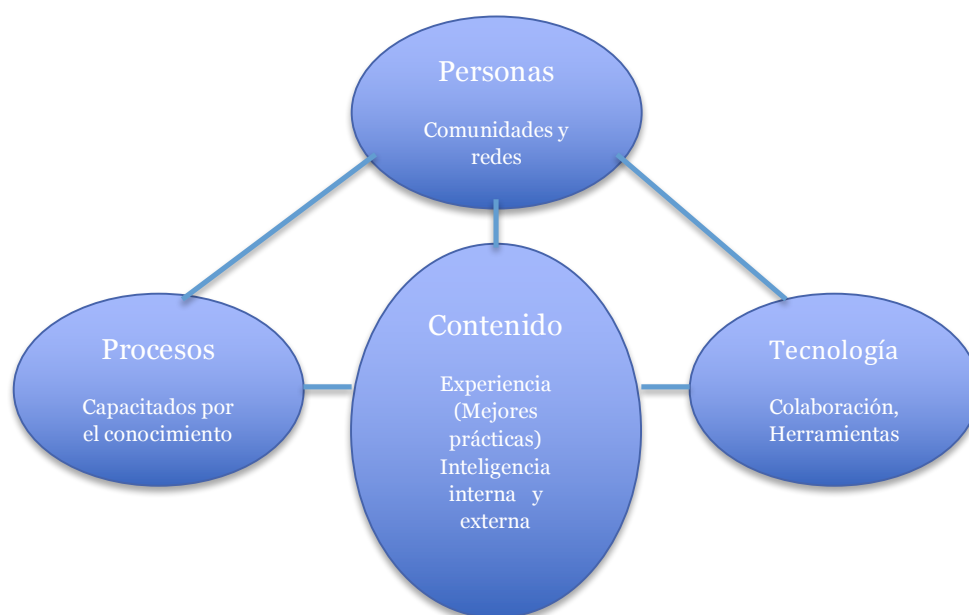 Personas
Comunidades y
redes
Procesos
Capacitados por
el conocimiento
Contenido
Experiencia
(Mejores
prácticas)
Inteligencia
interna y
externa
Tecnología
Colaboración,
Herramientas